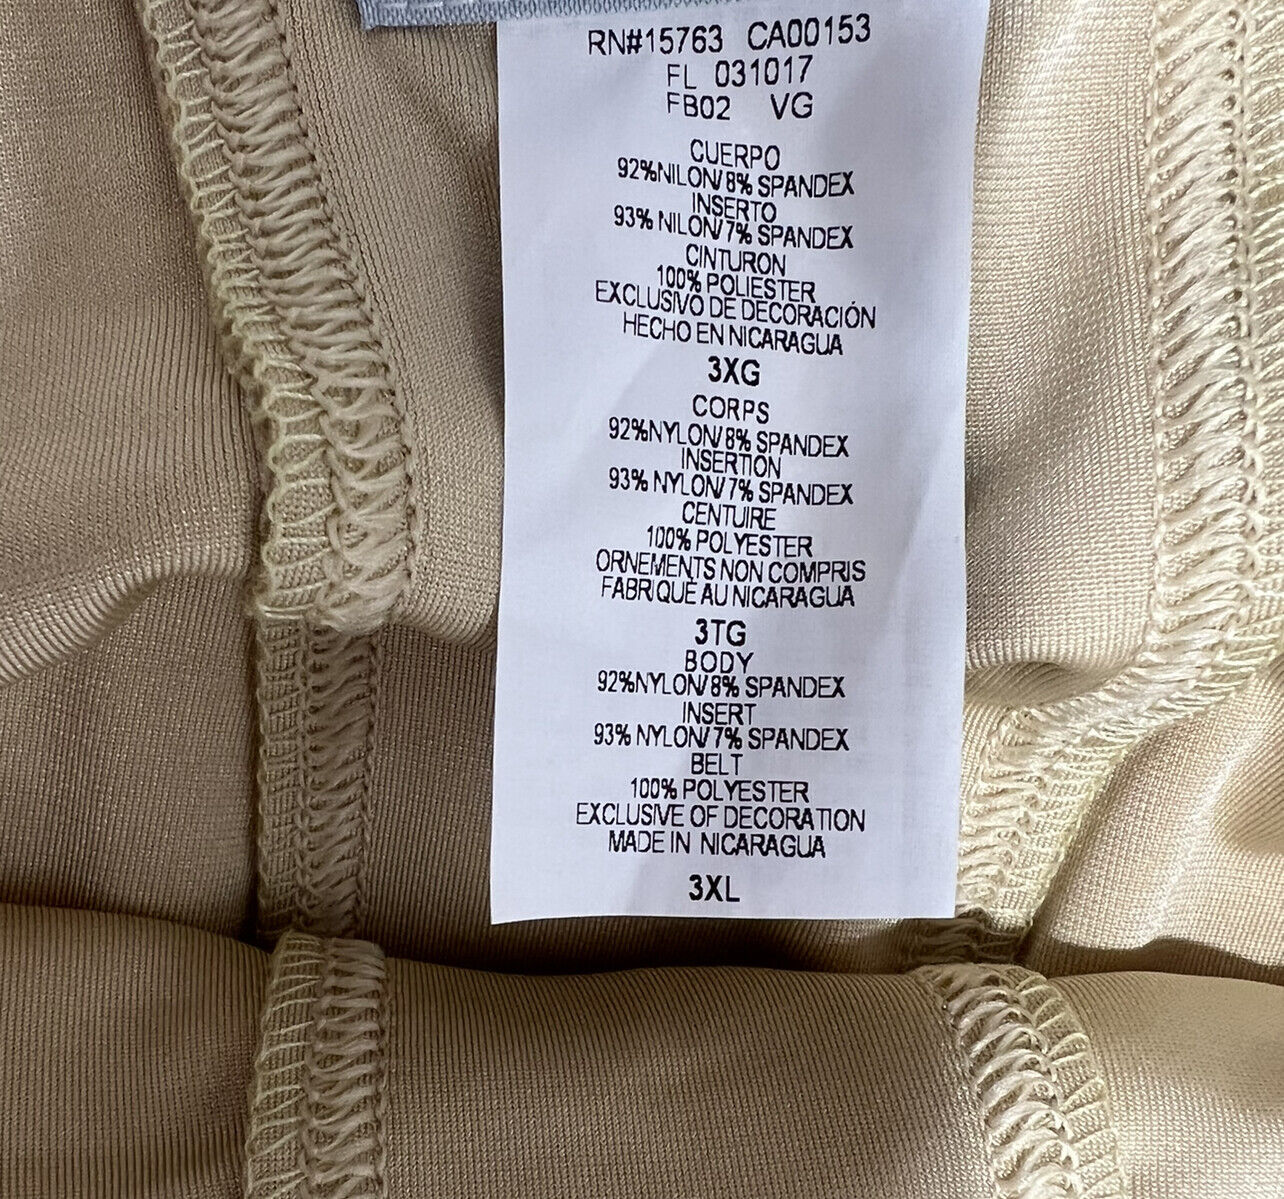 RN#15763 CA00153
FL 031017
FB02 VG
CUERPO
92%NILON/8% SPANDEX
INSERTO
93% NILON/7% SPANDEX
CINTURON
100% POLIESTER
EXCLUSIVO DE DECORACIÓN
HECHO EN NICARAGUA
3XG
CORPS
92%NYLON/8% SPANDEX
INSERTION
93% NYLON/7% SPANDEX
CENTUIRE
100% POLYESTER
ORNEMENTS NON COMPRIS
FABRIQUÉ AU NICARAGUA
3TG
BODY
92%NYLON/8% SPANDEX
INSERT
93% NYLON/7% SPANDEX
BELT
100% POLYESTER
EXCLUSIVE OF DECORATION
MADE IN NICARAGUA
3XL